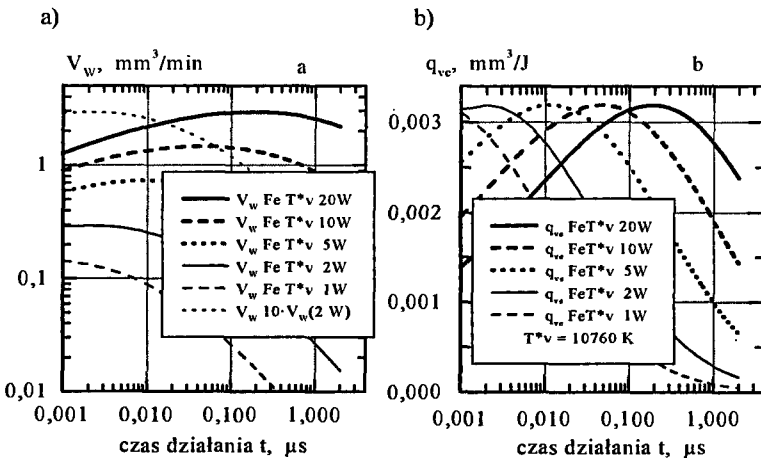 a)
b)
V_w, mm³/min
a
1
0,1
0,01
0,001
0,010
0,100
1,000
czas działania t, μs
V_w Fe T*v 20W
V_w Fe T*v 10W
V_w Fe T*v 5W
V_w Fe T*v 2W
V_w Fe T*v 1W
V_w 10·V_w(2 W)
q_ve, mm³/J
b
0,003
0,002
0,001
0,000
0,001
0,010
0,100
1,000
czas działania t, μs
q_ve FeT*v 20W
q_ve FeT*v 10W
q_ve FeT*v 5W
q_ve FeT*v 2W
q_ve FeT*v 1W
T*v = 10760 K